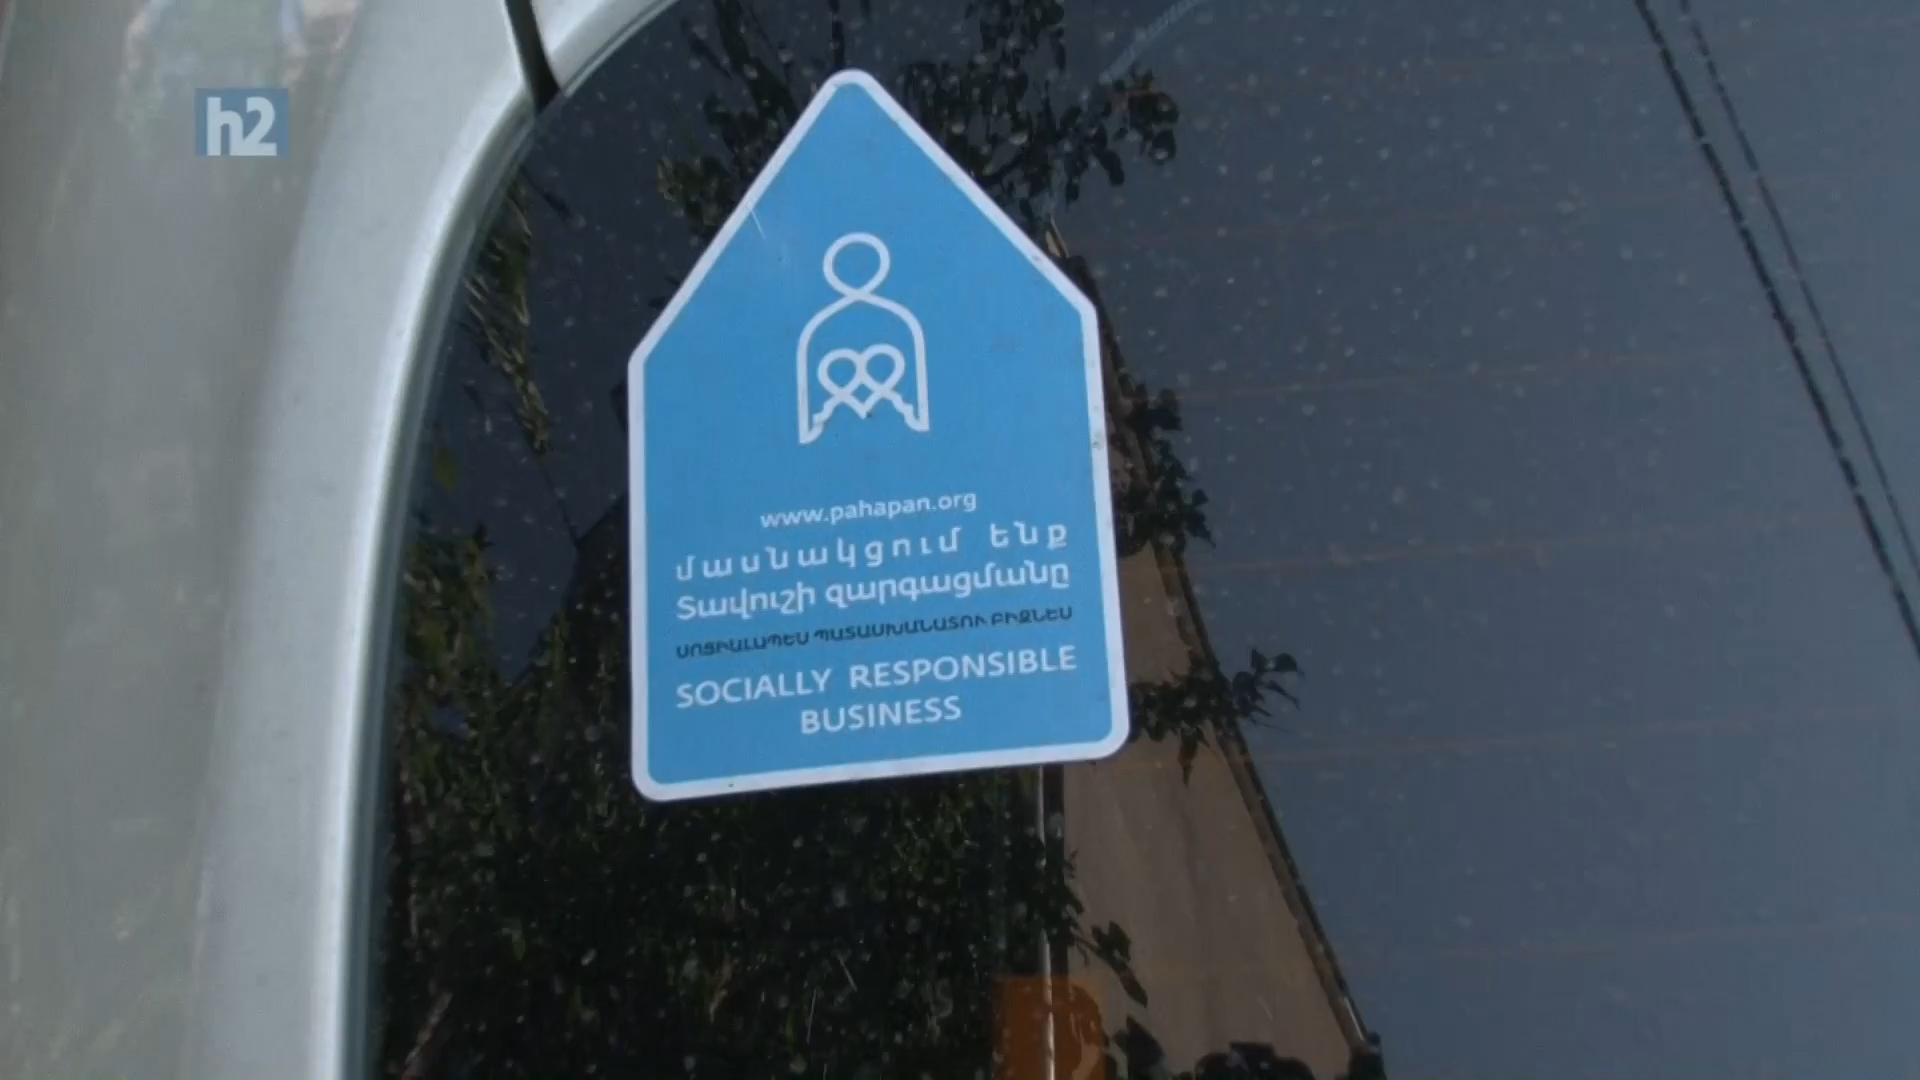 h2
www.pahapan.org
մասնակցում ենք
Տավուշի զարգացմանը
ՍՈՑԻԱԼԱՊԵՍ ՊԱՏԱՍԽԱՆԱՏՈՒ ԲԻԶՆԵՍ
SOCIALLY RESPONSIBLE
BUSINESS